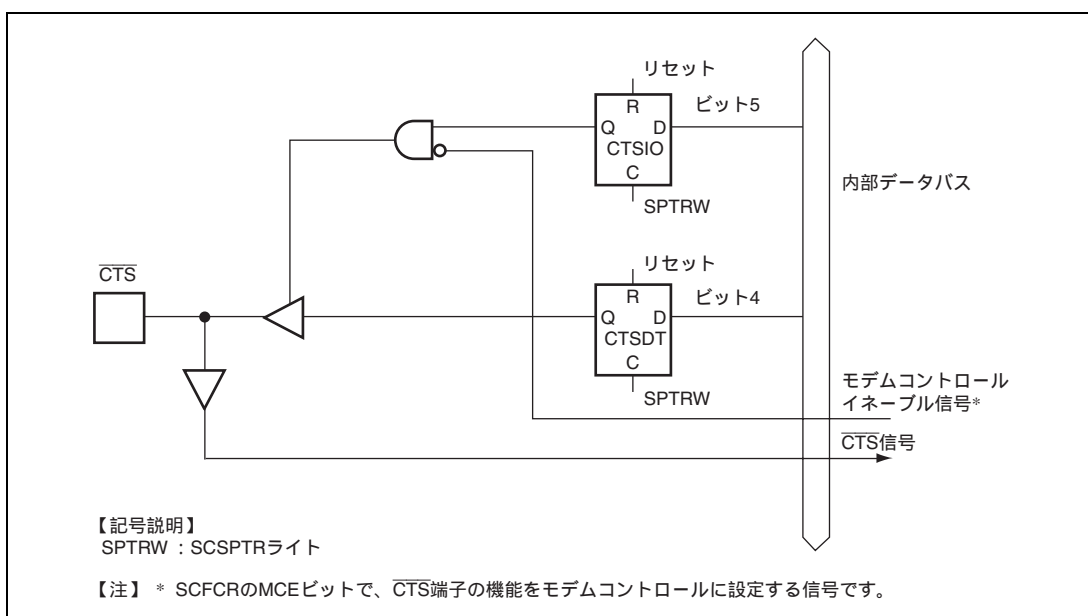 リセット
R
ビット5
Q D
CTSIO
C
SPTRW
内部データバス
リセット
R
ビット4
Q D
CTSDT
C
SPTRW
CTS
モデムコントロール
イネーブル信号*
CTS信号
【記号説明】
SPTRW : SCSPTRライト
【注】 * SCFCRのMCEビットで、CTS端子の機能をモデムコントロールに設定する信号です。